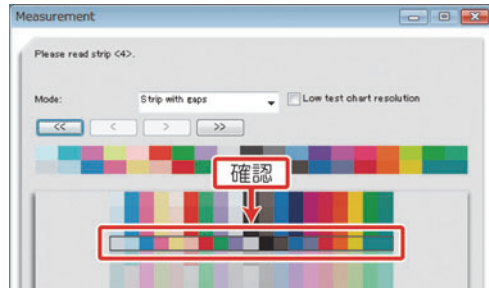 Measurement
Please read strip <4>.
Mode: Strip with gaps Low test chart resolution
<< < > >>
確認